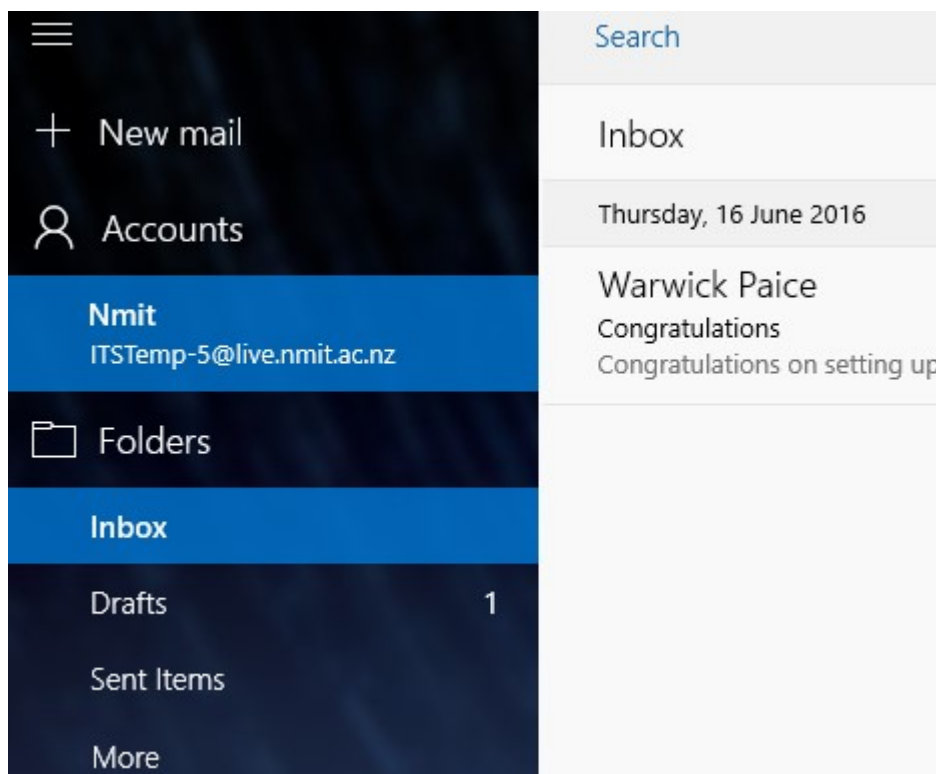 New mail
Accounts
Nmit
ITSTemp-5@live.nmit.ac.nz
Folders
Inbox
Drafts 1
Sent Items
More
Search
Inbox
Thursday, 16 June 2016
Warwick Paice
Congratulations
Congratulations on setting up